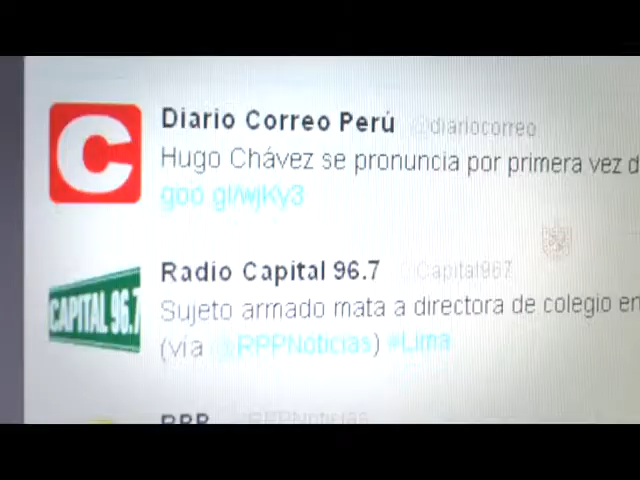 Diario Correo Perú @diariocorreo
Hugo Chávez se pronuncia por primera vez d
goo.gl/wjKy3
Radio Capital 96.7 @Capital967
CAPITAL 96.7
Sujeto armado mata a directora de colegio en
(vía @RPPNoticias) #Lima
RPP @RPPNoticias